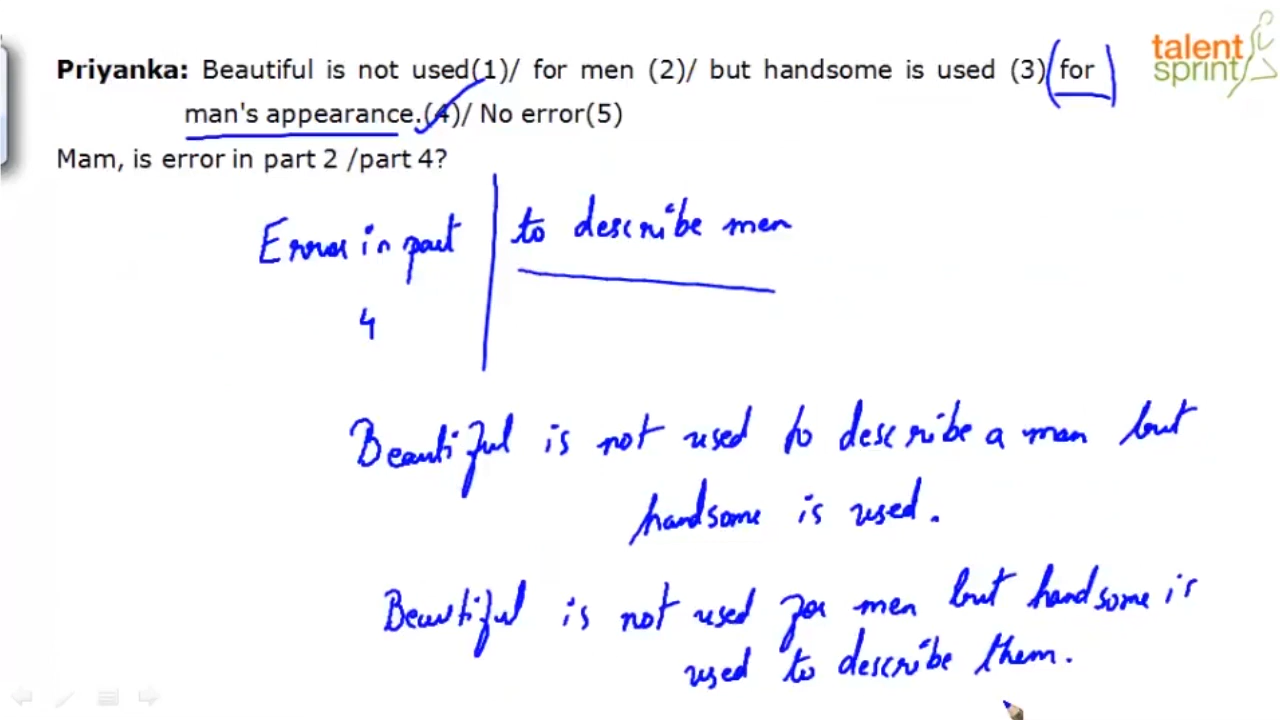 talent
sprint
Priyanka: Beautiful is not used(1)/ for men (2)/ but handsome is used (3) for
man's appearance.(4)/ No error(5)
Mam, is error in part 2 /part 4?
Error in part
4
to describe men
Beautiful is not used to describe a man but
handsome is used.
Beautiful is not used for men but handsome is
used to describe them.